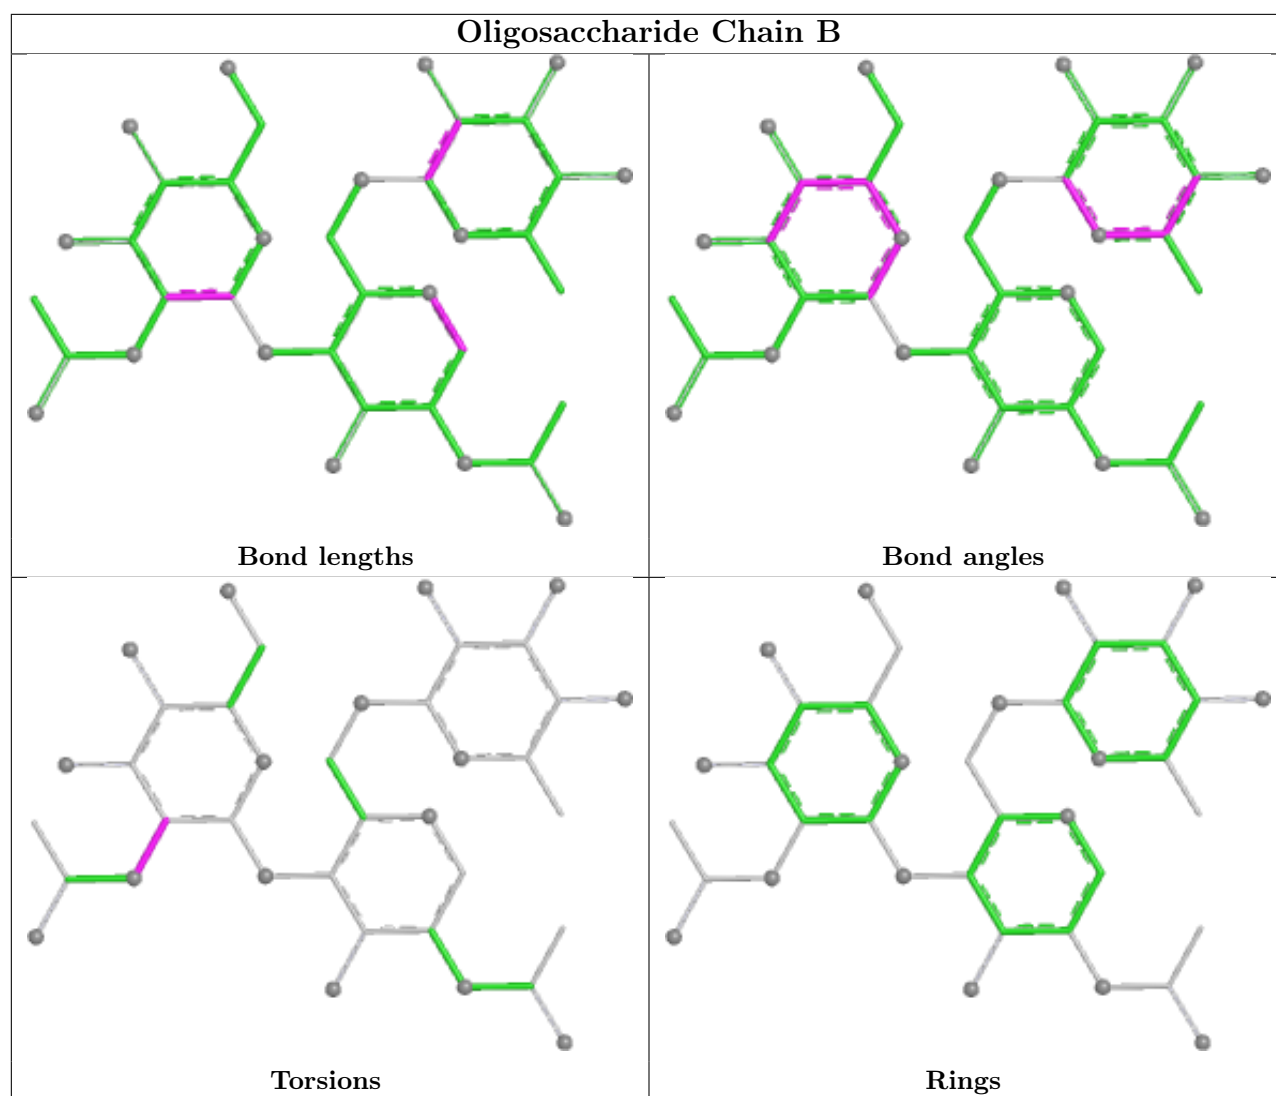 Oligosaccharide Chain B
Bond lengths
Bond angles
Torsions
Rings